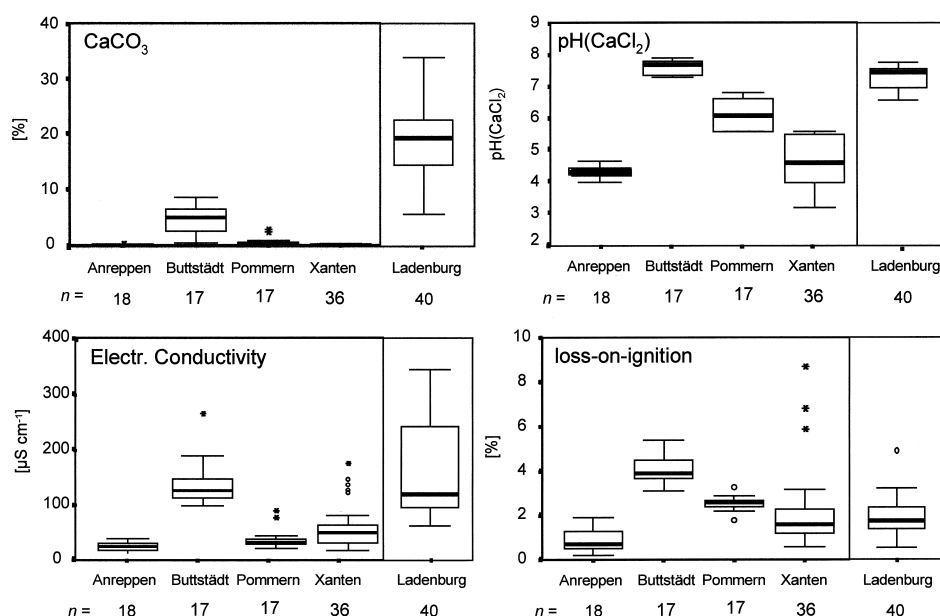 CaCO3
[%]
40
30
20
10
0
Anreppen Buttstädt Pommern Xanten Ladenburg
n = 18 17 17 36 40
pH(CaCl2)
pH(CaCl2)
9
8
7
6
5
4
3
2
Anreppen Buttstädt Pommern Xanten Ladenburg
n = 18 17 17 36 40
Electr. Conductivity
[µS cm-1]
400
300
200
100
0
Anreppen Buttstädt Pommern Xanten Ladenburg
n = 18 17 17 36 40
loss-on-ignition
[%]
10
8
6
4
2
0
Anreppen Buttstädt Pommern Xanten Ladenburg
n = 18 17 17 36 40